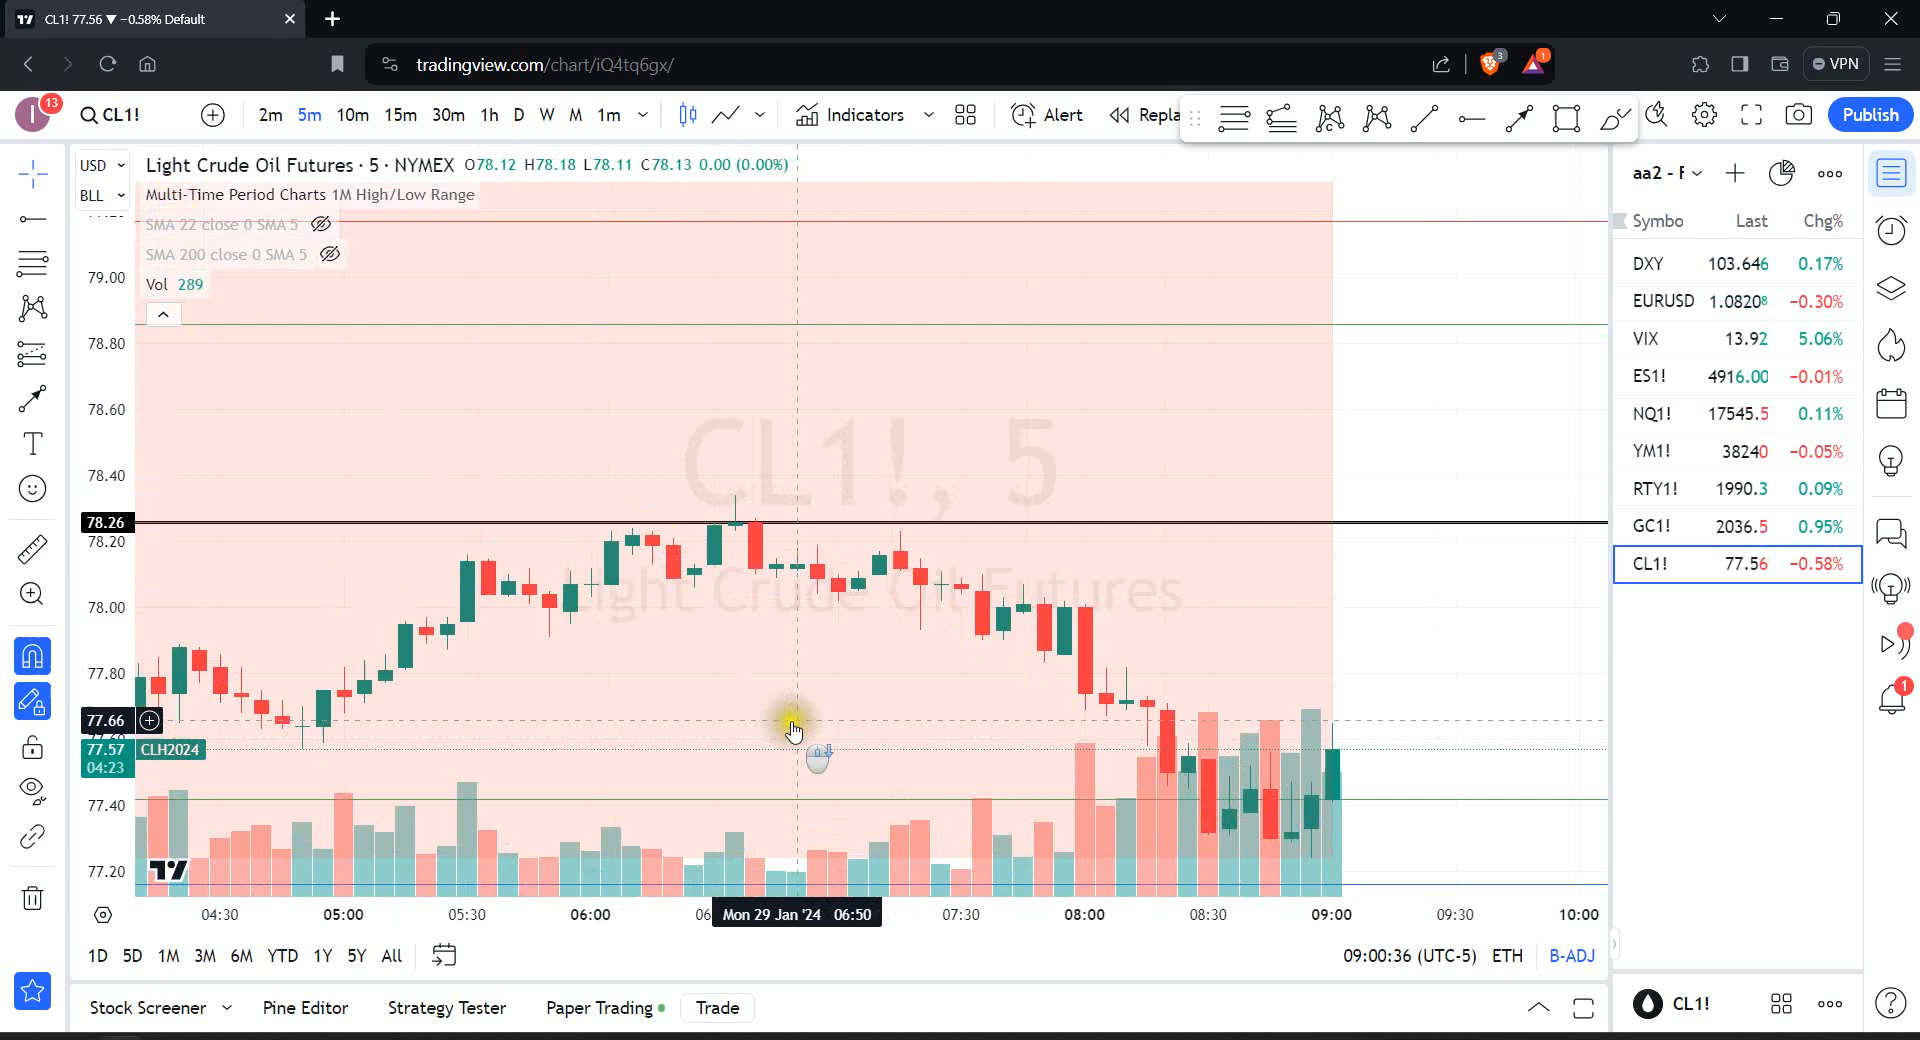 CL1! 77.56 ▼ −0.58% Default
tradingview.com/chart/iQ4tq6gx/
3
1
VPN
I
13
CL1!
2m 5m 10m 15m 30m 1h D W M 1m
Indicators
Alert
Repla
Publish
USD
BLL
Light Crude Oil Futures · 5 · NYMEX O78.12 H78.18 L78.11 C78.13 0.00 (0.00%)
Multi-Time Period Charts 1M High/Low Range
SMA 22 close 0 SMA 5
SMA 200 close 0 SMA 5
Vol 289
79.00
78.80
78.60
78.40
78.26
78.20
78.00
77.80
77.66
77.57 CLH2024
04:23
77.40
77.20
CL1!, 5
Light Crude Oil Futures
04:30 05:00 05:30 06:00 Mon 29 Jan '24 06:50 07:30 08:00 08:30 09:00 09:30 10:00
1D 5D 1M 3M 6M YTD 1Y 5Y All
09:00:36 (UTC-5) ETH B-ADJ
Stock Screener Pine Editor Strategy Tester Paper Trading Trade
aa2 - F
Symbo Last Chg%
DXY 103.646 0.17%
EURUSD 1.08208 −0.30%
VIX 13.92 5.06%
ES1! 4916.00 −0.01%
NQ1! 17545.5 0.11%
YM1! 38240 −0.05%
RTY1! 1990.3 0.09%
GC1! 2036.5 0.95%
CL1! 77.56 −0.58%
1
CL1!